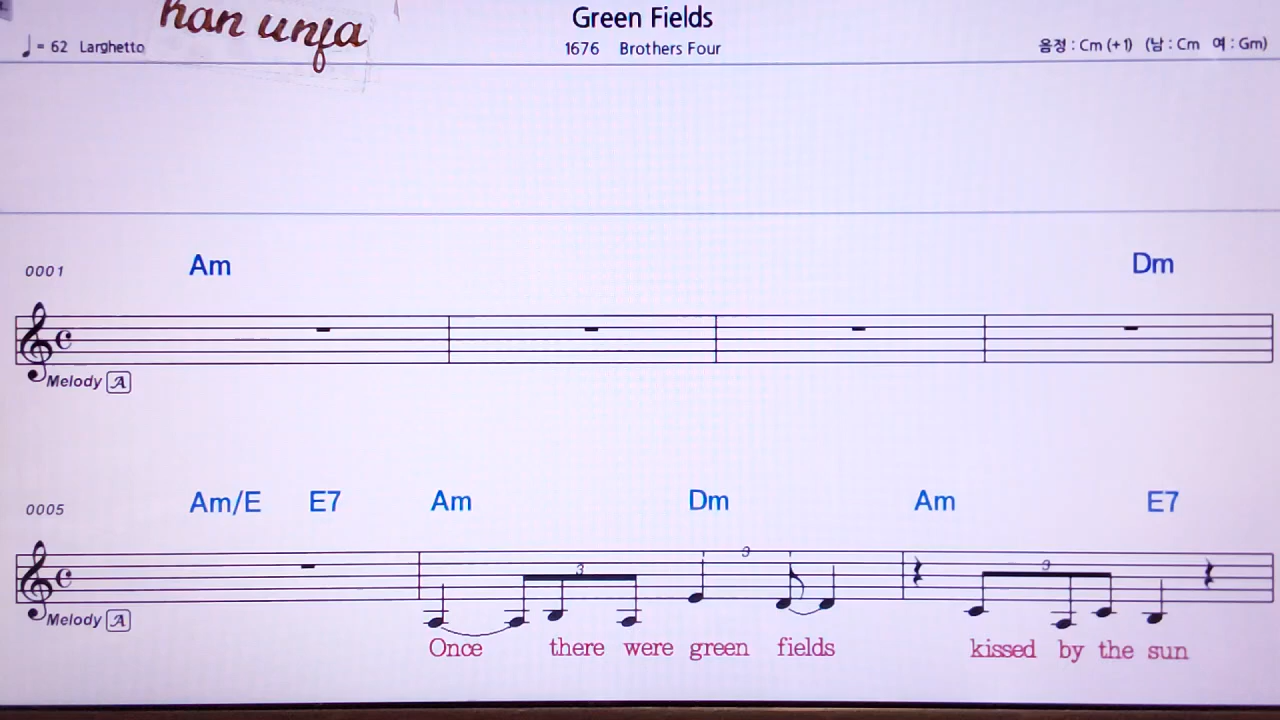 han unfa
Green Fields
♩ = 62 Larghetto
1676 Brothers Four
음정 : Cm (+1) (남 : Cm 여 : Gm)
0001 Am Dm
Melody A
0005 Am/E E7 Am Dm Am E7
3 3 3
Melody A
Once there were green fields kissed by the sun